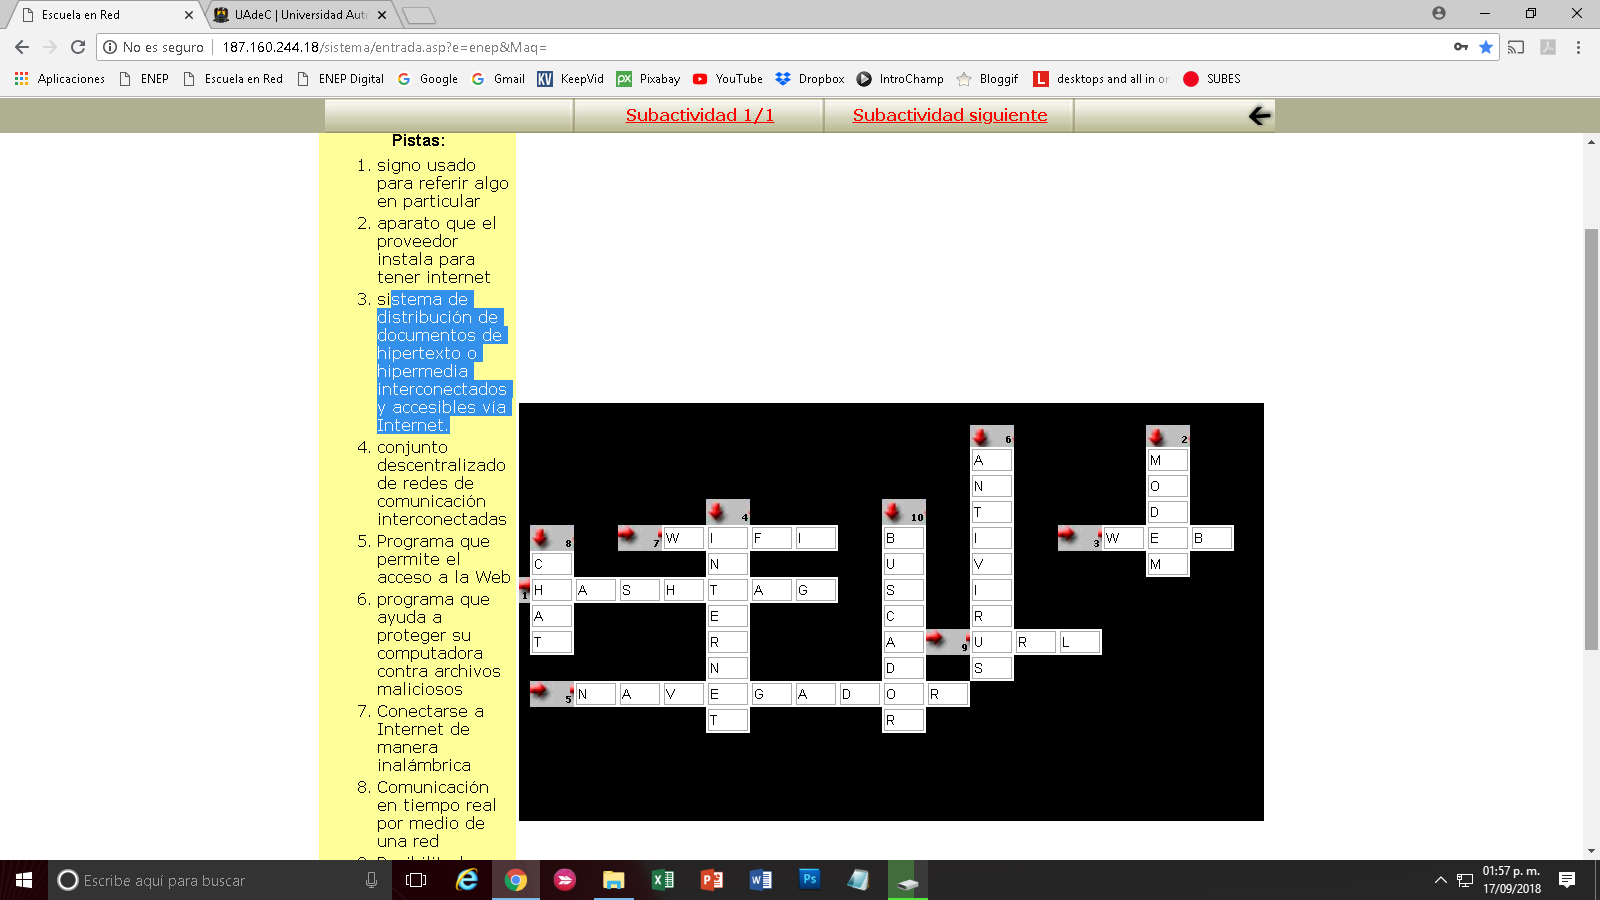 Escuela en Red
UAdeC | Universidad Aut
No es seguro | 187.160.244.18/sistema/entrada.asp?e=enep&Maq=
Aplicaciones ENEP Escuela en Red ENEP Digital Google Gmail KeepVid Pixabay YouTube Dropbox IntroChamp Bloggif desktops and all in or SUBES
Subactividad 1/1 Subactividad siguiente
Pistas:
1. signo usado
para referir algo
en particular
2. aparato que el
proveedor
instala para
tener internet
3. sistema de
distribución de
documentos de
hipertexto o
hipermedia
interconectados
y accesibles vía
Internet.
4. conjunto
descentralizado
de redes de
comunicación
interconectadas
5. Programa que
permite el
acceso a la Web
6. programa que
ayuda a
proteger su
computadora
contra archivos
maliciosos
7. Conectarse a
Internet de
manera
inalámbrica
8. Comunicación
en tiempo real
por medio de
una red
6 2
A M
N O
4 10 T D
8 7 W I F I B I 3 W E B
C N U V M
1 H A S H T A G S I
A E C R
T R A 9 U R L
N D S
5 N A V E G A D O R
T R
Escribe aquí para buscar
01:57 p. m.
17/09/2018